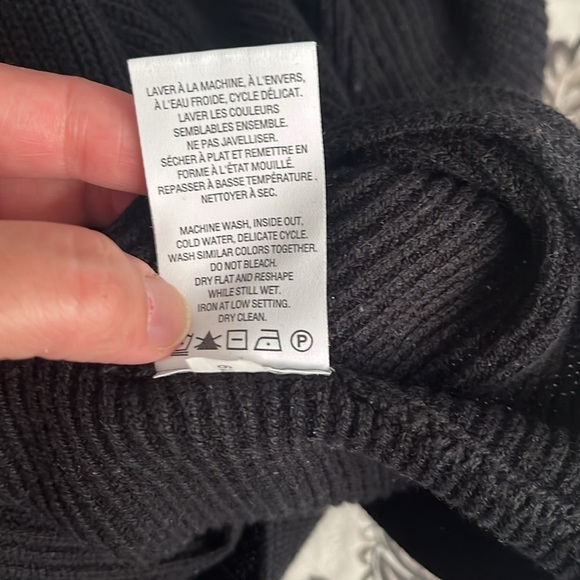 LAVER À LA MACHINE, À L'ENVERS,
À L'EAU FROIDE, CYCLE DÉLICAT.
LAVER LES COULEURS
SEMBLABLES ENSEMBLE.
NE PAS JAVELLISER.
SÉCHER À PLAT ET REMETTRE EN
FORME À L'ÉTAT MOUILLÉ.
REPASSER À BASSE TEMPÉRATURE.
NETTOYER À SEC.
MACHINE WASH, INSIDE OUT,
COLD WATER, DELICATE CYCLE.
WASH SIMILAR COLORS TOGETHER.
DO NOT BLEACH.
DRY FLAT AND RESHAPE
WHILE STILL WET.
IRON AT LOW SETTING.
DRY CLEAN.
P